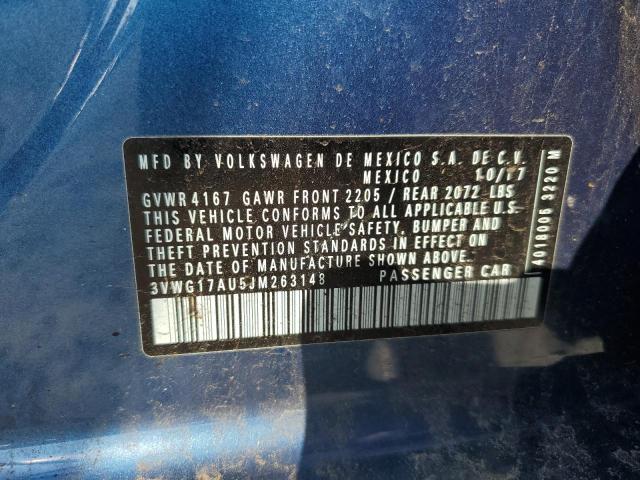 MFD BY VOLKSWAGEN DE MEXICO S.A. DE C.V.
MEXICO 10/17
GVWR 4167 GAWR FRONT 2205 / REAR 2072 LBS
THIS VEHICLE CONFORMS TO ALL APPLICABLE U.S.
FEDERAL MOTOR VEHICLE SAFETY, BUMPER AND
THEFT PREVENTION STANDARDS IN EFFECT ON
THE DATE OF MANUFACTURE SHOWN ABOVE.
3VWG17AU5JM263148 PASSENGER CAR
3220 M